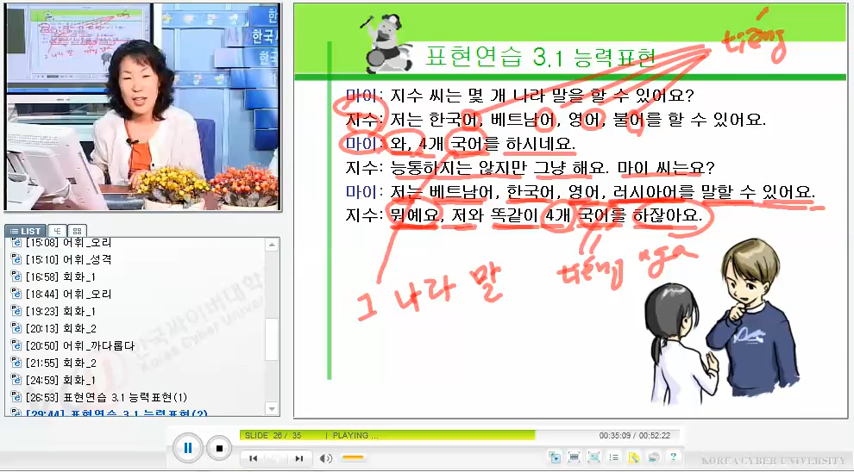 표현연습 3.1 능력표현
tiếng
마이: 지수 씨는 몇 개 나라 말을 할 수 있어요?
지수: 저는 한국어, 베트남어, 영어, 불어를 할 수 있어요.
마이: 와, 4개 국어를 하시네요.
지수: 능통하지는 않지만 그냥 해요. 마이 씨는요?
마이: 저는 베트남어, 한국어, 영어, 러시아어를 말할 수 있어요.
지수: 뭐예요, 저와 똑같이 4개 국어를 하잖아요.
tiếng nga
그 나라 말
LIST
[15:08] 어휘_오리
[15:10] 어휘_성격
[16:58] 회화_1
[18:44] 어휘_오리
[19:23] 회화_1
[20:13] 회화_2
[20:50] 어휘_까다롭다
[21:55] 회화_2
[24:59] 회화_1
[26:53] 표현연습 3.1 능력표현(1)
[29:44] 표현연습 3.1 능력표현(2)
SLIDE 26 / 35 PLAYING ...
00:35:09 / 00:52:22
KOREA CYBER UNIVERSITY